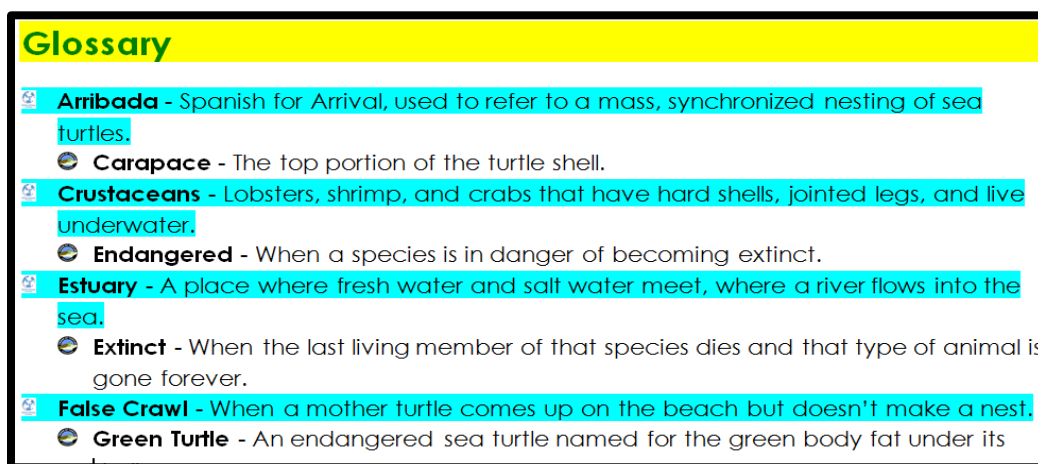 Glossary
Arribada - Spanish for Arrival, used to refer to a mass, synchronized nesting of sea
turtles.
Carapace - The top portion of the turtle shell.
Crustaceans - Lobsters, shrimp, and crabs that have hard shells, jointed legs, and live
underwater.
Endangered - When a species is in danger of becoming extinct.
Estuary - A place where fresh water and salt water meet, where a river flows into the
sea.
Extinct - When the last living member of that species dies and that type of animal is
gone forever.
False Crawl - When a mother turtle comes up on the beach but doesn’t make a nest.
Green Turtle - An endangered sea turtle named for the green body fat under its